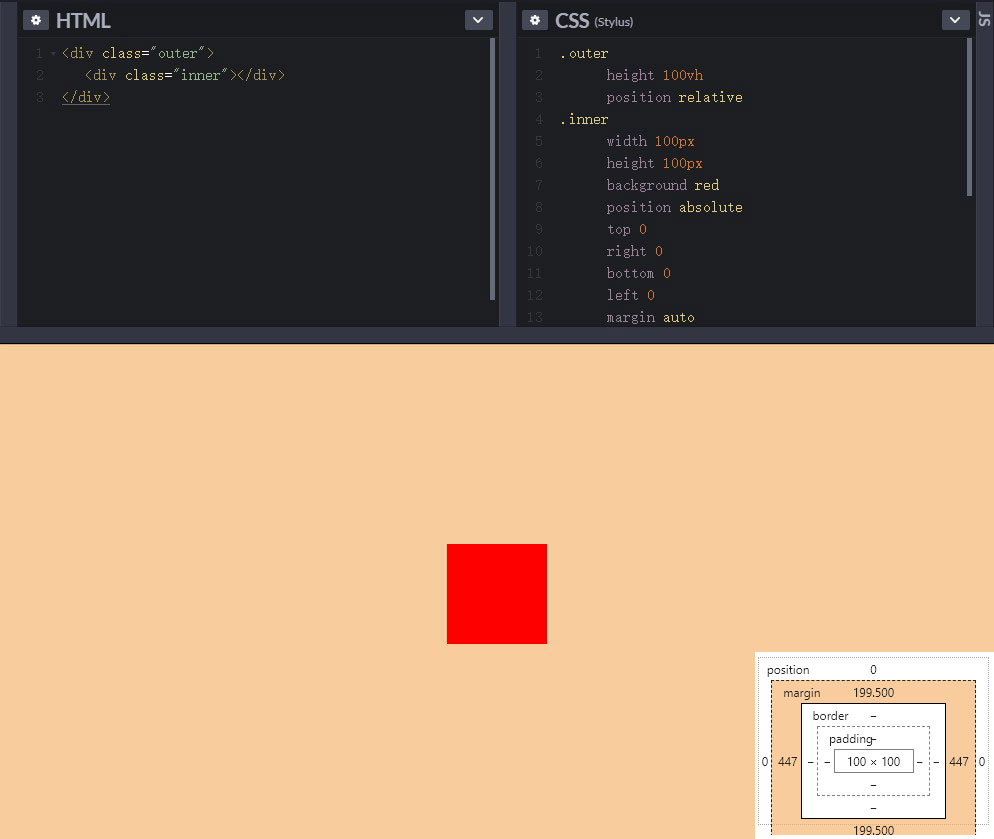 HTML
1 <div class="outer">
2 <div class="inner"></div>
3 </div>
CSS (Stylus)
1 .outer
2 height 100vh
3 position relative
4 .inner
5 width 100px
6 height 100px
7 background red
8 position absolute
9 top 0
10 right 0
11 bottom 0
12 left 0
13 margin auto
JS
position 0
margin 199.500
border –
padding–
0 447 – – 100 × 100 – – 447 0
–
–
199.500